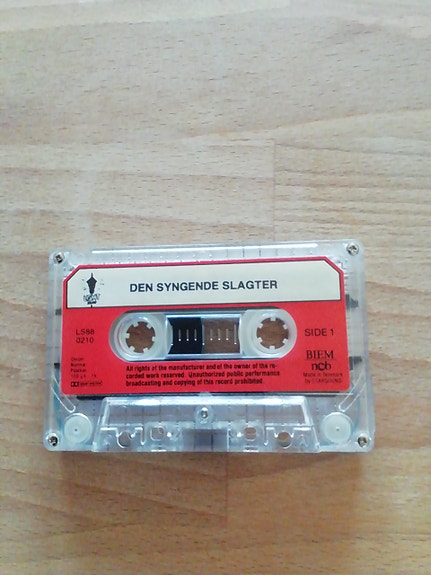 DEN SYNGENDE SLAGTER
LS88
0210
SIDE 1
BIEM
ncb
Made in Denmark
All rights of the manufacturer and of the owner of the re-
corded work reserved. Unauthorized public performance
broadcasting and copying of this record prohibited.